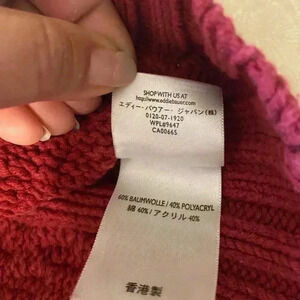 SHOP WITH US AT
http://www.eddiebauer.com
エディー・バウアー・ジャパン(株)
0120-07-1920
WPL#9647
CA00665
60% BAUMWOLLE / 40% POLYACRYL
綿 60% / アクリル 40%
香港製